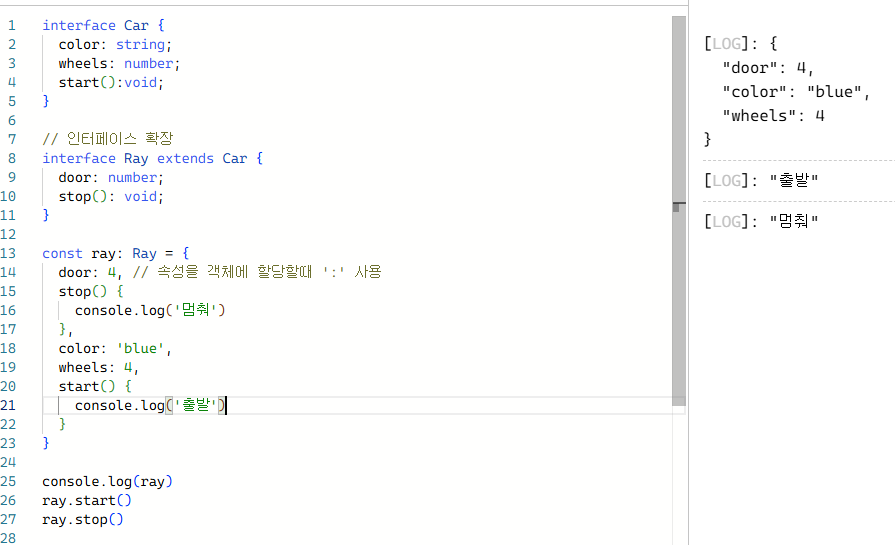 1 interface Car {
2 color: string;
3 wheels: number;
4 start():void;
5 }
6
7 // 인터페이스 확장
8 interface Ray extends Car {
9 door: number;
10 stop(): void;
11 }
12
13 const ray: Ray = {
14 door: 4, // 속성을 객체에 할당할때 ':' 사용
15 stop() {
16 console.log('멈춰')
17 },
18 color: 'blue',
19 wheels: 4,
20 start() {
21 console.log('출발')
22 }
23 }
24
25 console.log(ray)
26 ray.start()
27 ray.stop()
28
[LOG]: {
"door": 4,
"color": "blue",
"wheels": 4
}
[LOG]: "출발"
[LOG]: "멈춰"